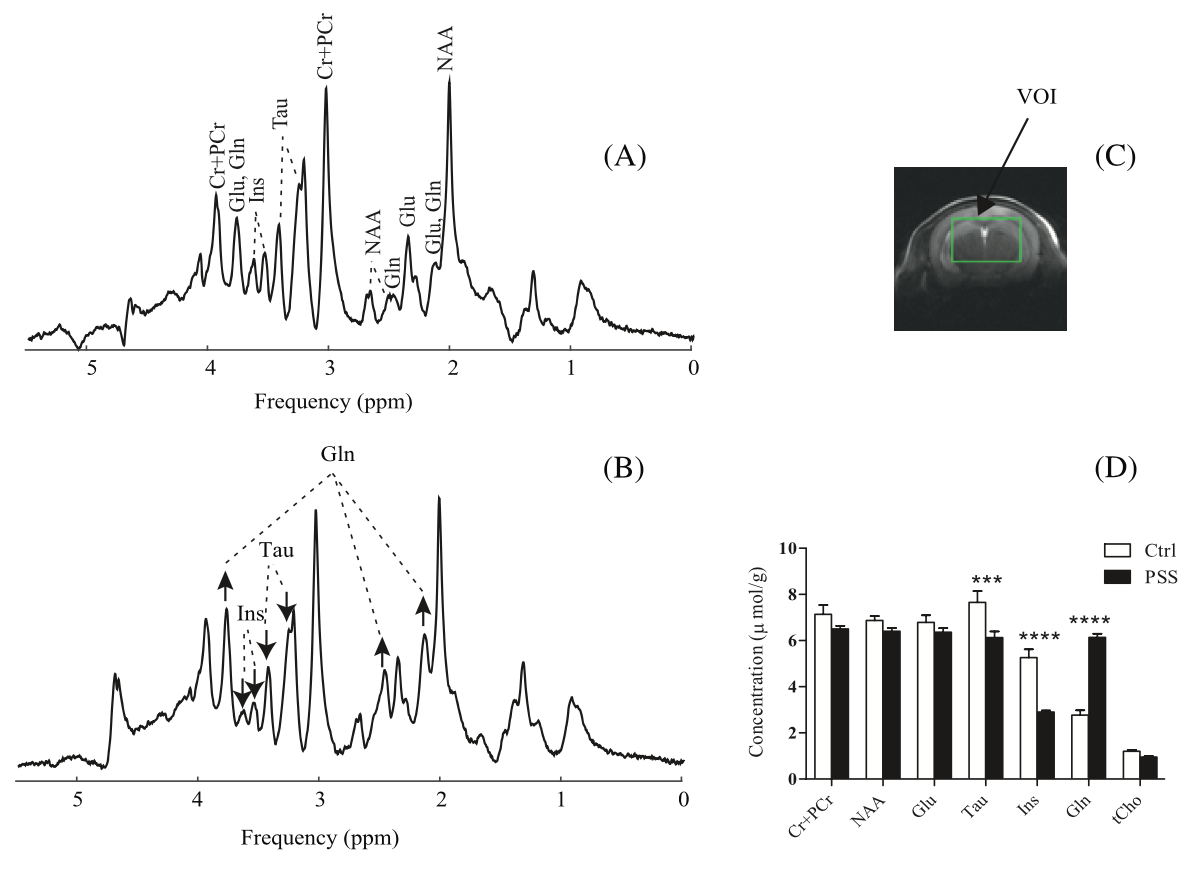 Cr+PCr
Glu, Gln
Ins
Tau
Cr+PCr
NAA
Gln
Glu
Glu, Gln
NAA
(A)
5 4 3 2 1 0
Frequency (ppm)
VOI
(C)
Gln
Tau
Ins
(B)
5 4 3 2 1 0
Frequency (ppm)
(D)
Ctrl
PSS
Concentration (μ mol/g)
10
8
6
4
2
0
***
****
****
Cr+PCr
NAA
Glu
Tau
Ins
Gln
tCho